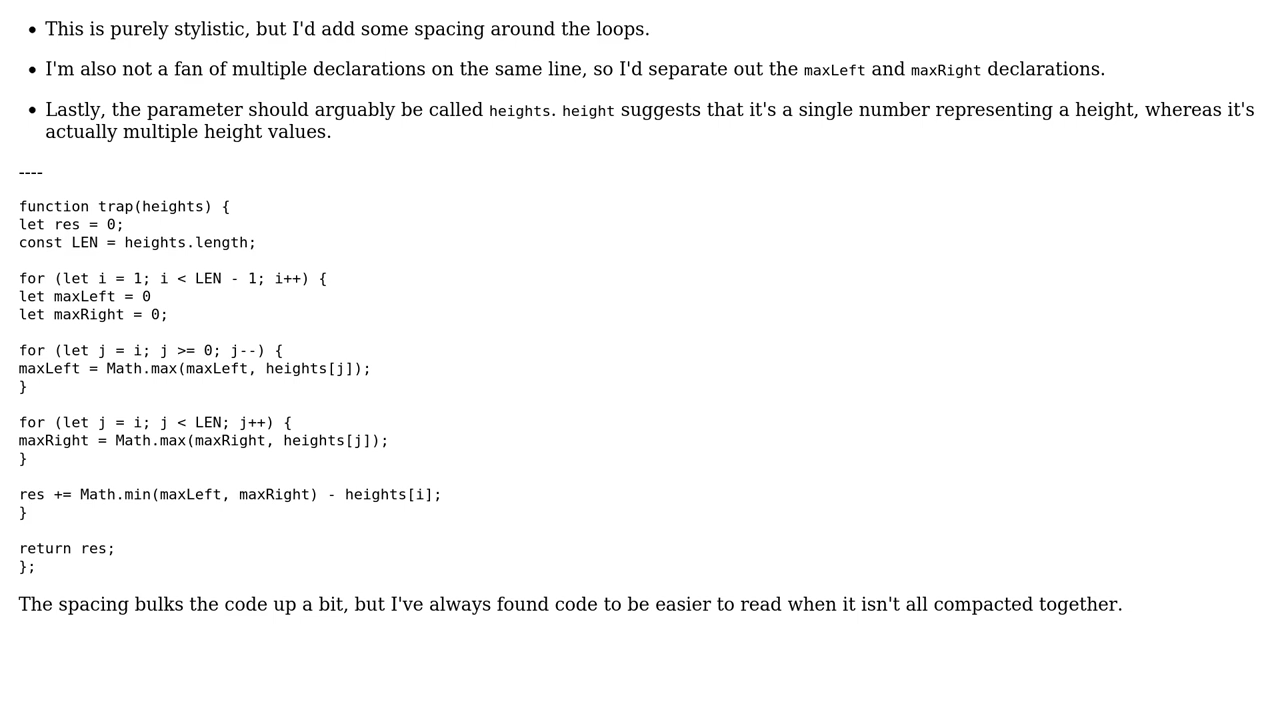 • This is purely stylistic, but I'd add some spacing around the loops.
• I'm also not a fan of multiple declarations on the same line, so I'd separate out the maxLeft and maxRight declarations.
• Lastly, the parameter should arguably be called heights. height suggests that it's a single number representing a height, whereas it's
actually multiple height values.
----
function trap(heights) {
let res = 0;
const LEN = heights.length;
for (let i = 1; i < LEN - 1; i++) {
let maxLeft = 0
let maxRight = 0;
for (let j = i; j >= 0; j--) {
maxLeft = Math.max(maxLeft, heights[j]);
}
for (let j = i; j < LEN; j++) {
maxRight = Math.max(maxRight, heights[j]);
}
res += Math.min(maxLeft, maxRight) - heights[i];
}
return res;
};
The spacing bulks the code up a bit, but I've always found code to be easier to read when it isn't all compacted together.